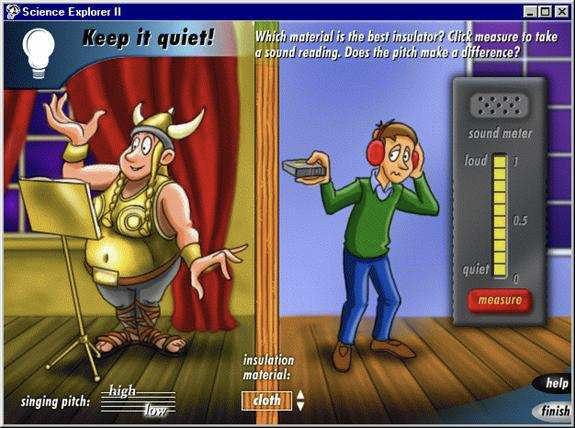 Science Explorer II
Keep it quiet!
Which material is the best insulator? Click measure to take
a sound reading. Does the pitch make a difference?
sound meter
loud
1
0.5
quiet
0
measure
insulation
material:
cloth
singing pitch:
high
low
help
finish